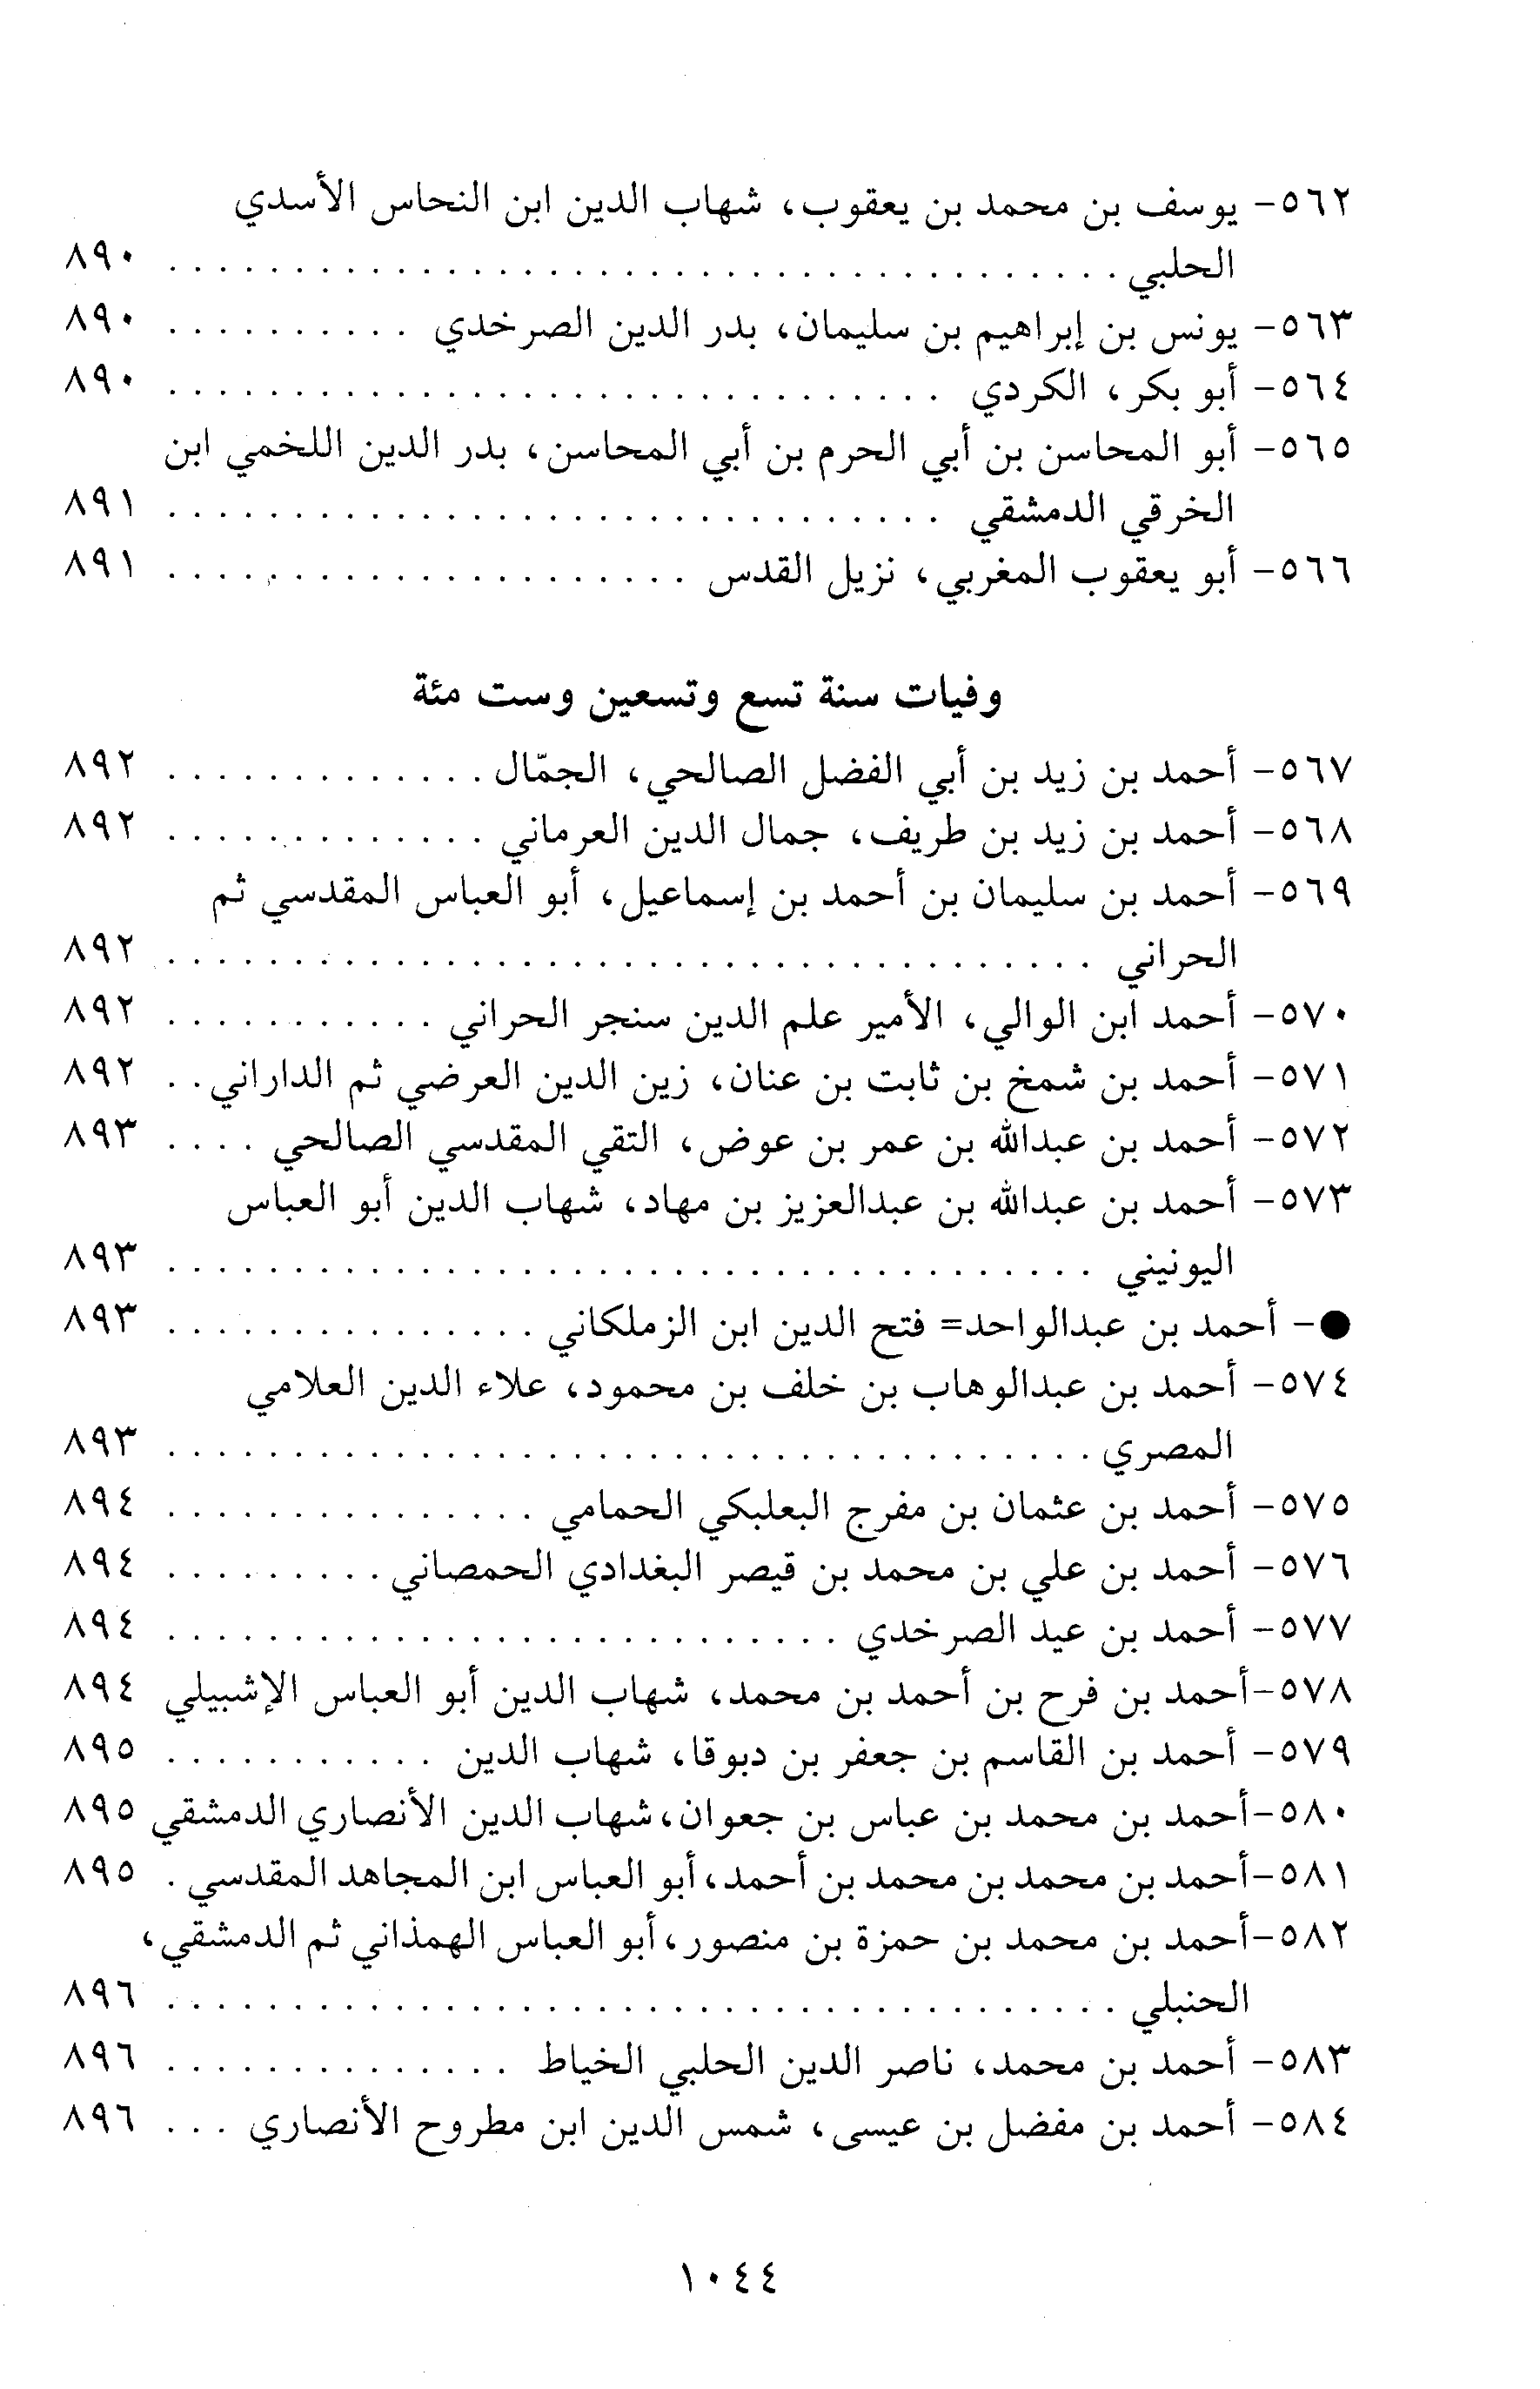 ٥٦٢- يوسف بن محمد بن يعقوب، شهاب الدين ابن النحاس الأسدي
الحلبي . . . . . . . . . . . . . . . . . . . . . . . . . . . . . . . . . . . . . . ٨٩٠
٥٦٣- يونس بن إبراهيم بن سليمان، بدر الدين الصرخدي . . . . . . . . . . ٨٩٠
٥٦٤- أبو بكر، الكردي . . . . . . . . . . . . . . . . . . . . . . . . . . . . . . . ٨٩٠
٥٦٥- أبو المحاسن بن أبي الحرم بن أبي المحاسن، بدر الدين اللخمي ابن
الخرقي الدمشقي . . . . . . . . . . . . . . . . . . . . . . . . . . . . . . . ٨٩١
٥٦٦- أبو يعقوب المغربي، نزيل القدس . . . . . . . . . . . . . . . . . . . . . ٨٩١
وفيات سنة تسع وتسعين وست مئة
٥٦٧- أحمد بن زيد بن أبي الفضل الصالحي، الجمّال . . . . . . . . . . . . . ٨٩٢
٥٦٨- أحمد بن زيد بن طريف، جمال الدين العرماني . . . . . . . . . . . . . ٨٩٢
٥٦٩- أحمد بن سليمان بن أحمد بن إسماعيل، أبو العباس المقدسي ثم
الحراني . . . . . . . . . . . . . . . . . . . . . . . . . . . . . . . . . . . . . ٨٩٢
٥٧٠- أحمد ابن الوالي، الأمير علم الدين سنجر الحراني . . . . . . . . . . . ٨٩٢
٥٧١- أحمد بن شمخ بن ثابت بن عنان، زين الدين العرضي ثم الداراني . . ٨٩٢
٥٧٢- أحمد بن عبدالله بن عمر بن عوض، التقي المقدسي الصالحي . . . . ٨٩٣
٥٧٣- أحمد بن عبدالله بن عبدالعزيز بن مهاد، شهاب الدين أبو العباس
اليونيني . . . . . . . . . . . . . . . . . . . . . . . . . . . . . . . . . . . . . ٨٩٣
●- أحمد بن عبدالواحد= فتح الدين ابن الزملكاني . . . . . . . . . . . . . . . ٨٩٣
٥٧٤- أحمد بن عبدالوهاب بن خلف بن محمود، علاء الدين العلامي
المصري . . . . . . . . . . . . . . . . . . . . . . . . . . . . . . . . . . . . . ٨٩٣
٥٧٥- أحمد بن عثمان بن مفرج البعلبكي الحمامي . . . . . . . . . . . . . . . ٨٩٤
٥٧٦- أحمد بن علي بن محمد بن قيصر البغدادي الحمصاني . . . . . . . . . ٨٩٤
٥٧٧- أحمد بن عيد الصرخدي . . . . . . . . . . . . . . . . . . . . . . . . . . . ٨٩٤
٥٧٨-أحمد بن فرح بن أحمد بن محمد، شهاب الدين أبو العباس الإشبيلي ٨٩٤
٥٧٩- أحمد بن القاسم بن جعفر بن دبوقا، شهاب الدين . . . . . . . . . . . ٨٩٥
٥٨٠-أحمد بن محمد بن عباس بن جعوان،شهاب الدين الأنصاري الدمشقي ٨٩٥
٥٨١-أحمد بن محمد بن محمد بن أحمد،أبو العباس ابن المجاهد المقدسي . ٨٩٥
٥٨٢-أحمد بن محمد بن حمزة بن منصور،أبو العباس الهمذاني ثم الدمشقي،
الحنبلي . . . . . . . . . . . . . . . . . . . . . . . . . . . . . . . . . . . . . . ٨٩٦
٥٨٣- أحمد بن محمد، ناصر الدين الحلبي الخياط . . . . . . . . . . . . . . ٨٩٦
٥٨٤- أحمد بن مفضل بن عيسى، شمس الدين ابن مطروح الأنصاري . . . ٨٩٦
١٠٤٤